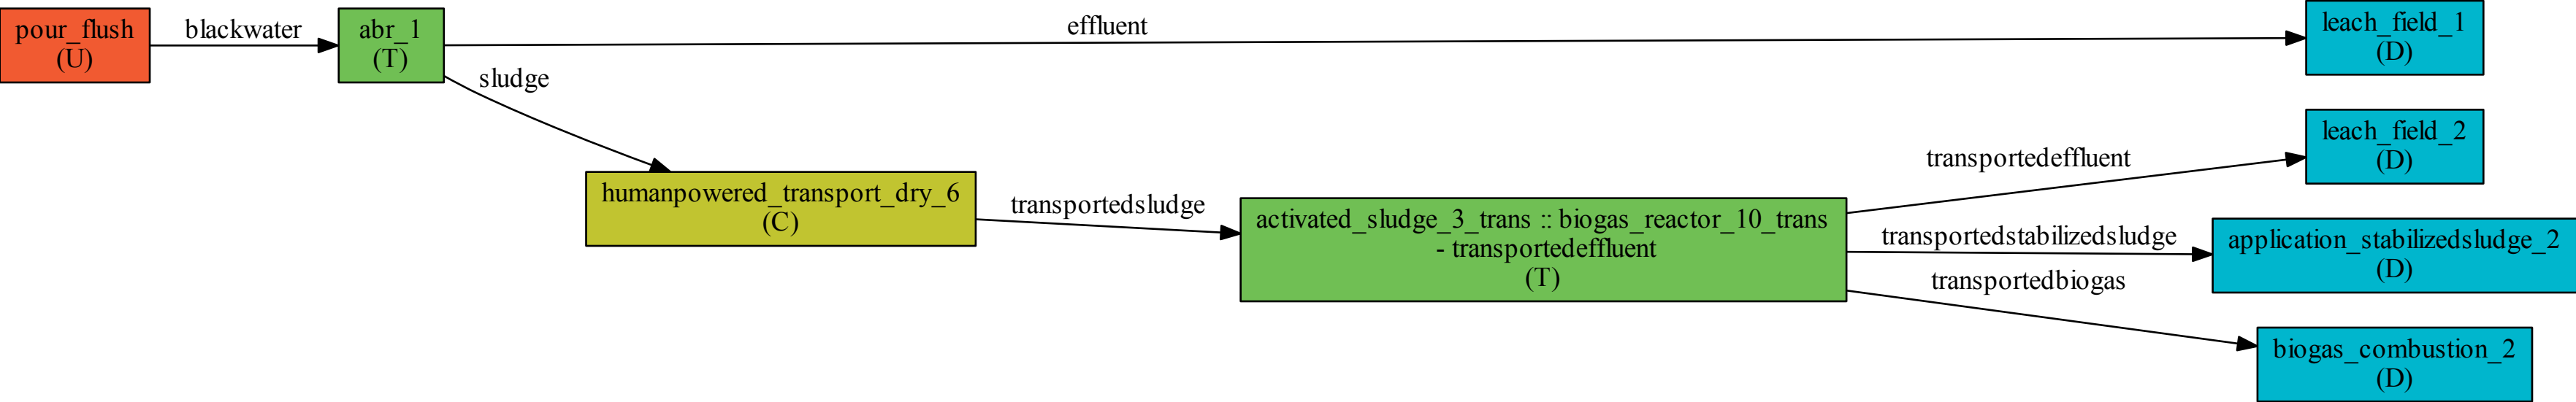 pour_flush
(U)
blackwater
abr_1
(T)
effluent
leach_field_1
(D)
sludge
humanpowered_transport_dry_6
(C)
transportedsludge
activated_sludge_3_trans :: biogas_reactor_10_trans
- transportedeffluent
(T)
transportedeffluent
leach_field_2
(D)
transportedstabilizedsludge
application_stabilizedsludge_2
(D)
transportedbiogas
biogas_combustion_2
(D)